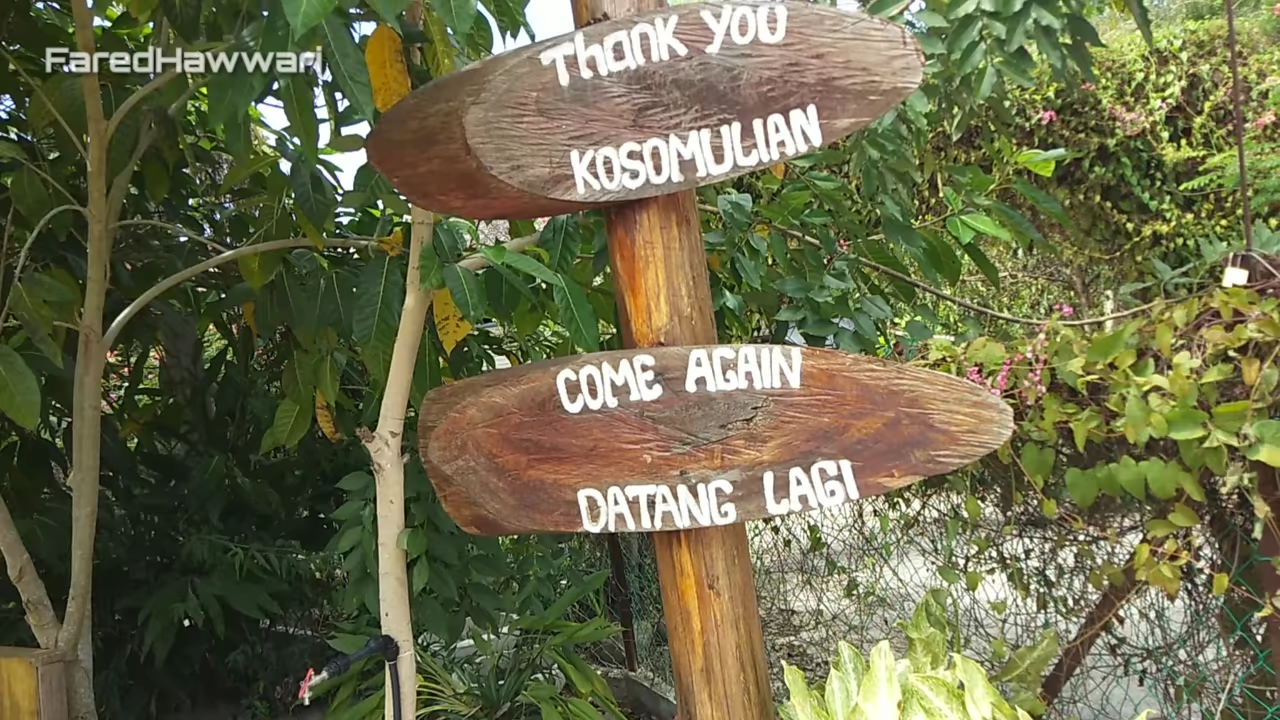 FaredHawwari
Thank YOU
KOSOMULIAN
COME AGAIN
DATANG LAGI